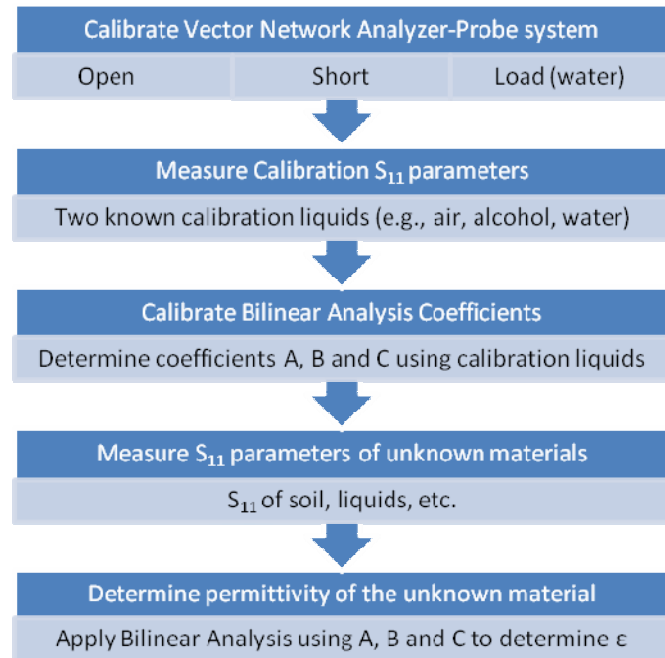 Calibrate Vector Network Analyzer-Probe system
Open Short Load (water)
Measure Calibration S₁₁ parameters
Two known calibration liquids (e.g., air, alcohol, water)
Calibrate Bilinear Analysis Coefficients
Determine coefficients A, B and C using calibration liquids
Measure S₁₁ parameters of unknown materials
S₁₁ of soil, liquids, etc.
Determine permittivity of the unknown material
Apply Bilinear Analysis using A, B and C to determine ε